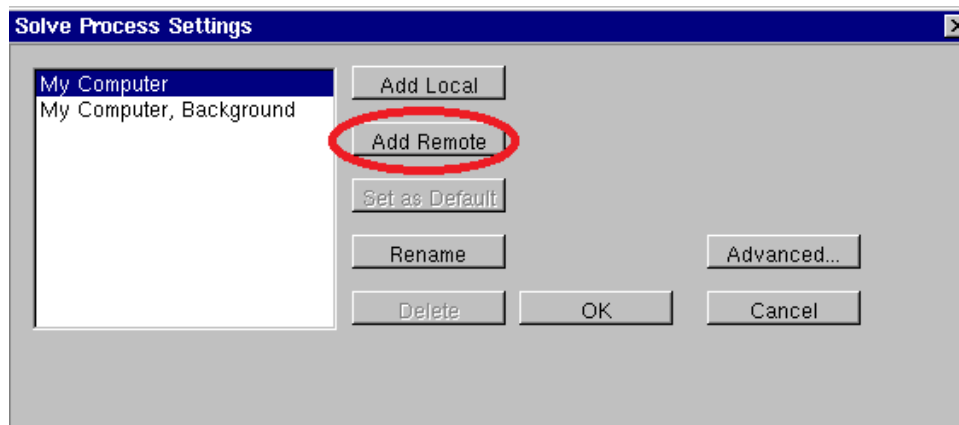 Solve Process Settings
My Computer
My Computer, Background
Add Local
Add Remote
Set as Default
Rename
Advanced...
Delete
OK
Cancel